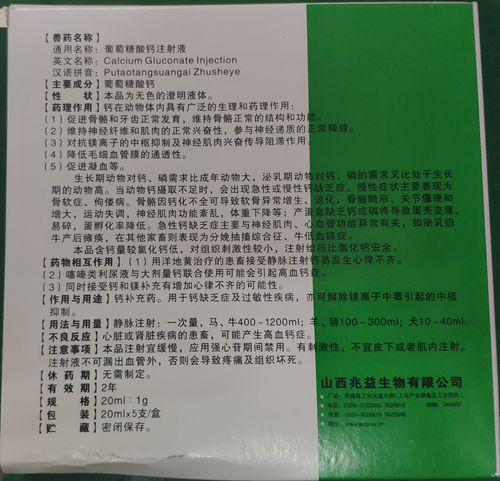 【兽药名称】
通用名称：葡萄糖酸钙注射液
英文名称：Calcium Gluconate Injection
汉语拼音：Putaotangsuangai Zhusheye
【主要成分】葡萄糖酸钙
【性　状】本品为无色的澄明液体。
【药理作用】钙在动物体内具有广泛的生理和药理作用：
(1)促进骨骼和牙齿正常发育，维持骨骼正常的结构和功能。
(2)维持神经纤维和肌肉的正常兴奋性，参与神经递质的正常释放。
(3)对抗镁离子的中枢抑制及神经肌肉兴奋传导阻滞作用。
(4)降低毛细血管膜的通透性。
(5)促进凝血等。
生长期动物对钙、磷需求比成年动物大，泌乳期动物对钙、磷的需求又比处于生长
期的动物高。当动物钙摄取不足时，会出现急性或慢性钙缺乏症。慢性症状主要表现为
骨软症、佝偻病。骨骼因钙化不全可导致软骨异常增生、退化，骨骼畸形，关节僵硬和
增大，运动失调，神经肌肉功能紊乱，体重下降等；产蛋禽缺乏钙或磷将导致蛋壳变薄、
易碎，蛋孵化率降低。急性钙缺乏症主要与神经肌肉、心血管功能异常有关，如泌乳奶
牛产后瘫痪，在其他家畜则表现为分娩抽搐综合征、牛低血镁症。
本品含钙量较氯化钙低，对组织刺激性较小，注射给药比氯化钙安全。
【药物相互作用】(1)用洋地黄治疗的患畜接受静脉注射钙易发生心律不齐。
(2)噻嗪类利尿液与大剂量钙联合使用可能会引起高血钙症。
(3)同时接受钙和镁补充有增加心律不齐的可能性。
【作用与用途】钙补充药。用于钙缺乏症及过敏性疾病，亦可解除镁离子中毒引起的中枢
抑制。
【用法与用量】静脉注射：一次量，马、牛400~1200ml；羊、猪100~300ml；犬10~40ml。
【不良反应】心脏或肾脏疾病的患畜，可能产生高血钙症。
【注意事项】本品注射宜缓慢，应用强心苷期间禁用。有刺激性，不宜皮下或者肌内注射。
注射液不可漏出血管外，否则会导致疼痛及组织坏死。
【休药期】无需制定。
【有效期】2年
【规　格】20ml：1g
【包　装】20ml×5支/盒
【贮　藏】密闭保存。
山西兆益生物有限公司